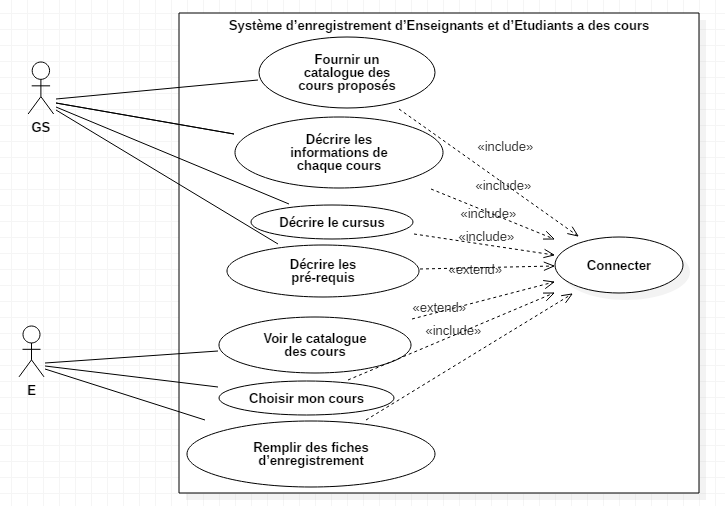 Système d'enregistrement d'Enseignants et d'Etudiants a des cours
Fournir un
catalogue des
cours proposés
GS
Décrire les
informations de
chaque cours
«include»
«include»
«include»
Décrire le cursus
«include»
Décrire les
pré-requis
«extend»
Connecter
«extend»
Voir le catalogue
des cours
«include»
E
Choisir mon cours
Remplir des fiches
d'enregistrement